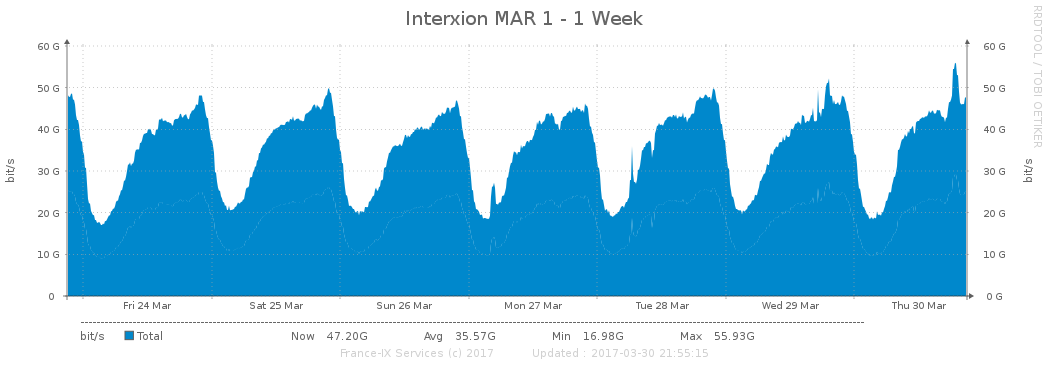 Interxion MAR 1 - 1 Week
RRDTOOL / TOBI OETIKER
60 G 60 G
50 G 50 G
40 G 40 G
30 G 30 G
20 G 20 G
10 G 10 G
0 0 G
bit/s bit/s
Fri 24 Mar Sat 25 Mar Sun 26 Mar Mon 27 Mar Tue 28 Mar Wed 29 Mar Thu 30 Mar
bit/s Total Now 47.20G Avg 35.57G Min 16.98G Max 55.93G
France-IX Services (c) 2017 Updated : 2017-03-30 21:55:15